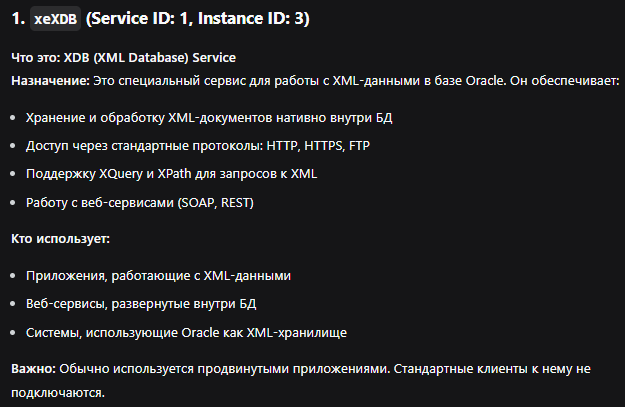 1. xeXDB (Service ID: 1, Instance ID: 3)
Что это: XDB (XML Database) Service
Назначение: Это специальный сервис для работы с XML-данными в базе Oracle. Он обеспечивает:
• Хранение и обработку XML-документов нативно внутри БД
• Доступ через стандартные протоколы: HTTP, HTTPS, FTP
• Поддержку XQuery и XPath для запросов к XML
• Работу с веб-сервисами (SOAP, REST)
Кто использует:
• Приложения, работающие с XML-данными
• Веб-сервисы, развернутые внутри БД
• Системы, использующие Oracle как XML-хранилище
Важно: Обычно используется продвинутыми приложениями. Стандартные клиенты к нему не
подключаются.